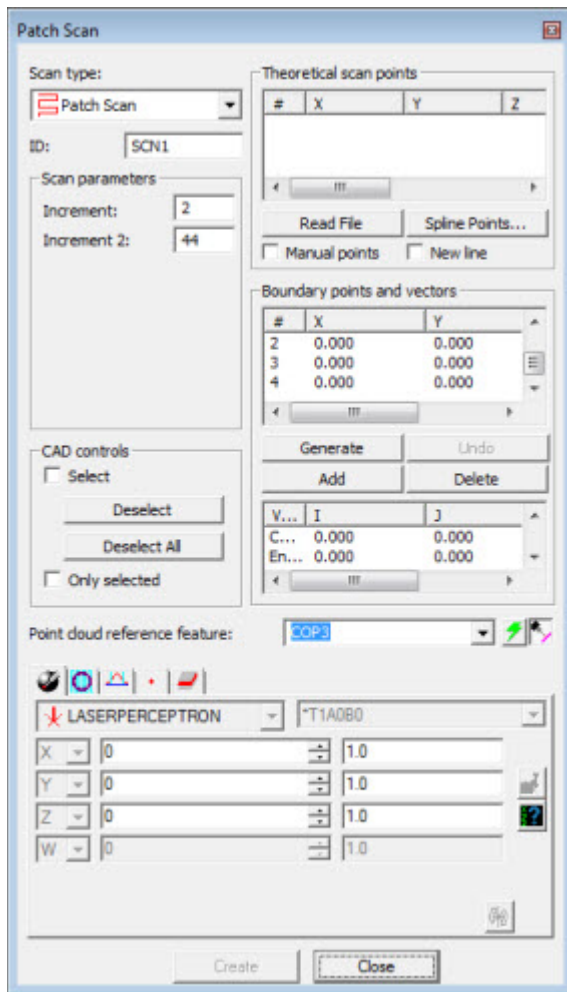 Patch Scan
Scan type:
Patch Scan
ID: SCN1
Scan parameters
Increment: 2
Increment 2: 44
Theoretical scan points
# X Y Z
Read File Spline Points...
Manual points New line
Boundary points and vectors
# X Y
2 0.000 0.000
3 0.000 0.000
4 0.000 0.000
Generate Undo
Add Delete
V... I J
C... 0.000 0.000
En... 0.000 0.000
CAD controls
Select
Deselect
Deselect All
Only selected
Point cloud reference feature: COP3
LASERPERCEPTRON *T1A0B0
X 0 1.0
Y 0 1.0
Z 0 1.0
W 0 1.0
Create Close